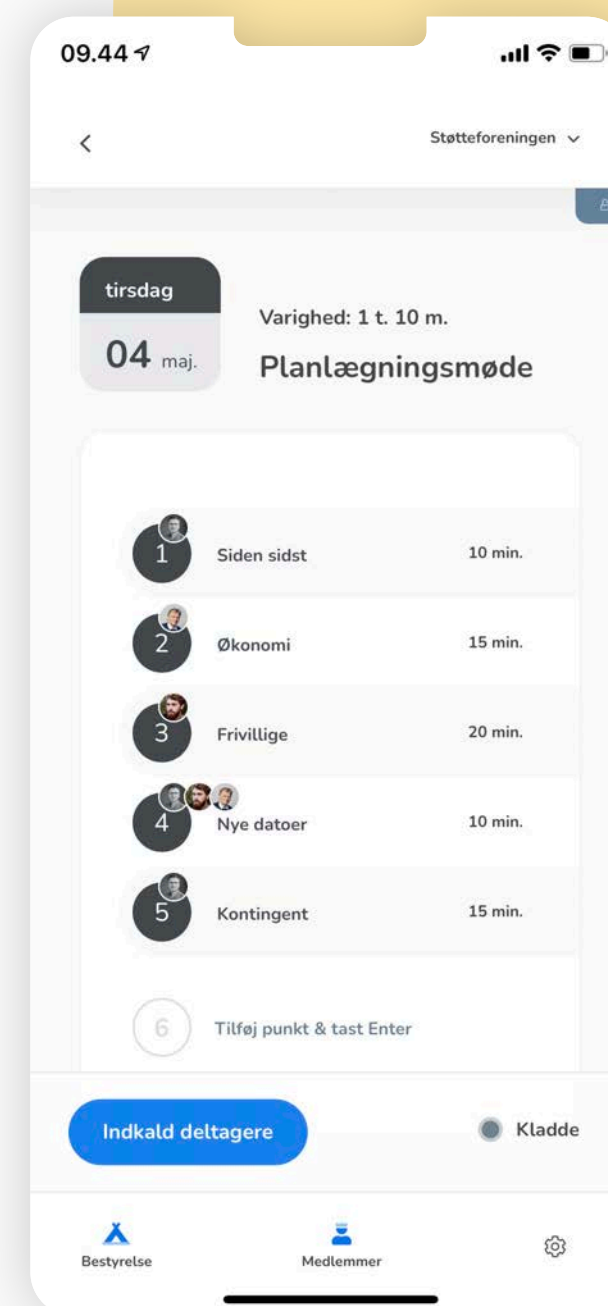 09.44
Støtteforeningen
tirsdag
04 maj.
Varighed: 1 t. 10 m.
Planlægningsmøde
1 Siden sidst 10 min.
2 Økonomi 15 min.
3 Frivillige 20 min.
4 Nye datoer 10 min.
5 Kontingent 15 min.
6 Tilføj punkt & tast Enter
Indkald deltagere
Kladde
Bestyrelse
Medlemmer